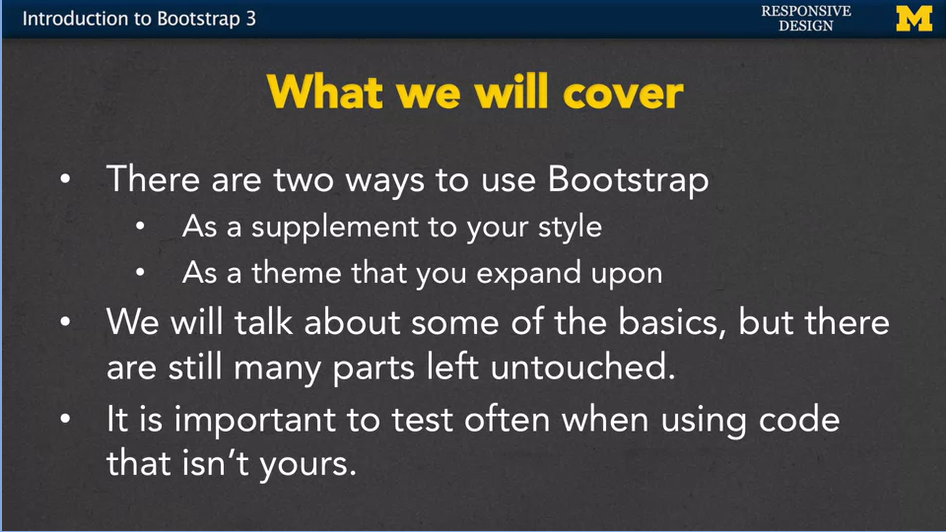 Introduction to Bootstrap 3
RESPONSIVE
DESIGN
M
What we will cover
• There are two ways to use Bootstrap
• As a supplement to your style
• As a theme that you expand upon
• We will talk about some of the basics, but there
are still many parts left untouched.
• It is important to test often when using code
that isn't yours.